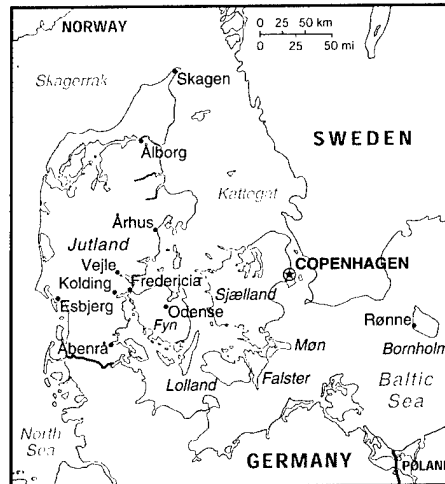 NORWAY
0 25 50 km
0 25 50 mi
Skagerrak
Skagen
SWEDEN
Ålborg
Kattegat
Århus
Jutland
Vejle
COPENHAGEN
Kolding
Fredericia
Sjælland
Esbjerg
Odense
Fyn
Rønne
Åbenrå
Møn
Bornholm
Lolland
Falster
Baltic
Sea
North
Sea
GERMANY
POLAND